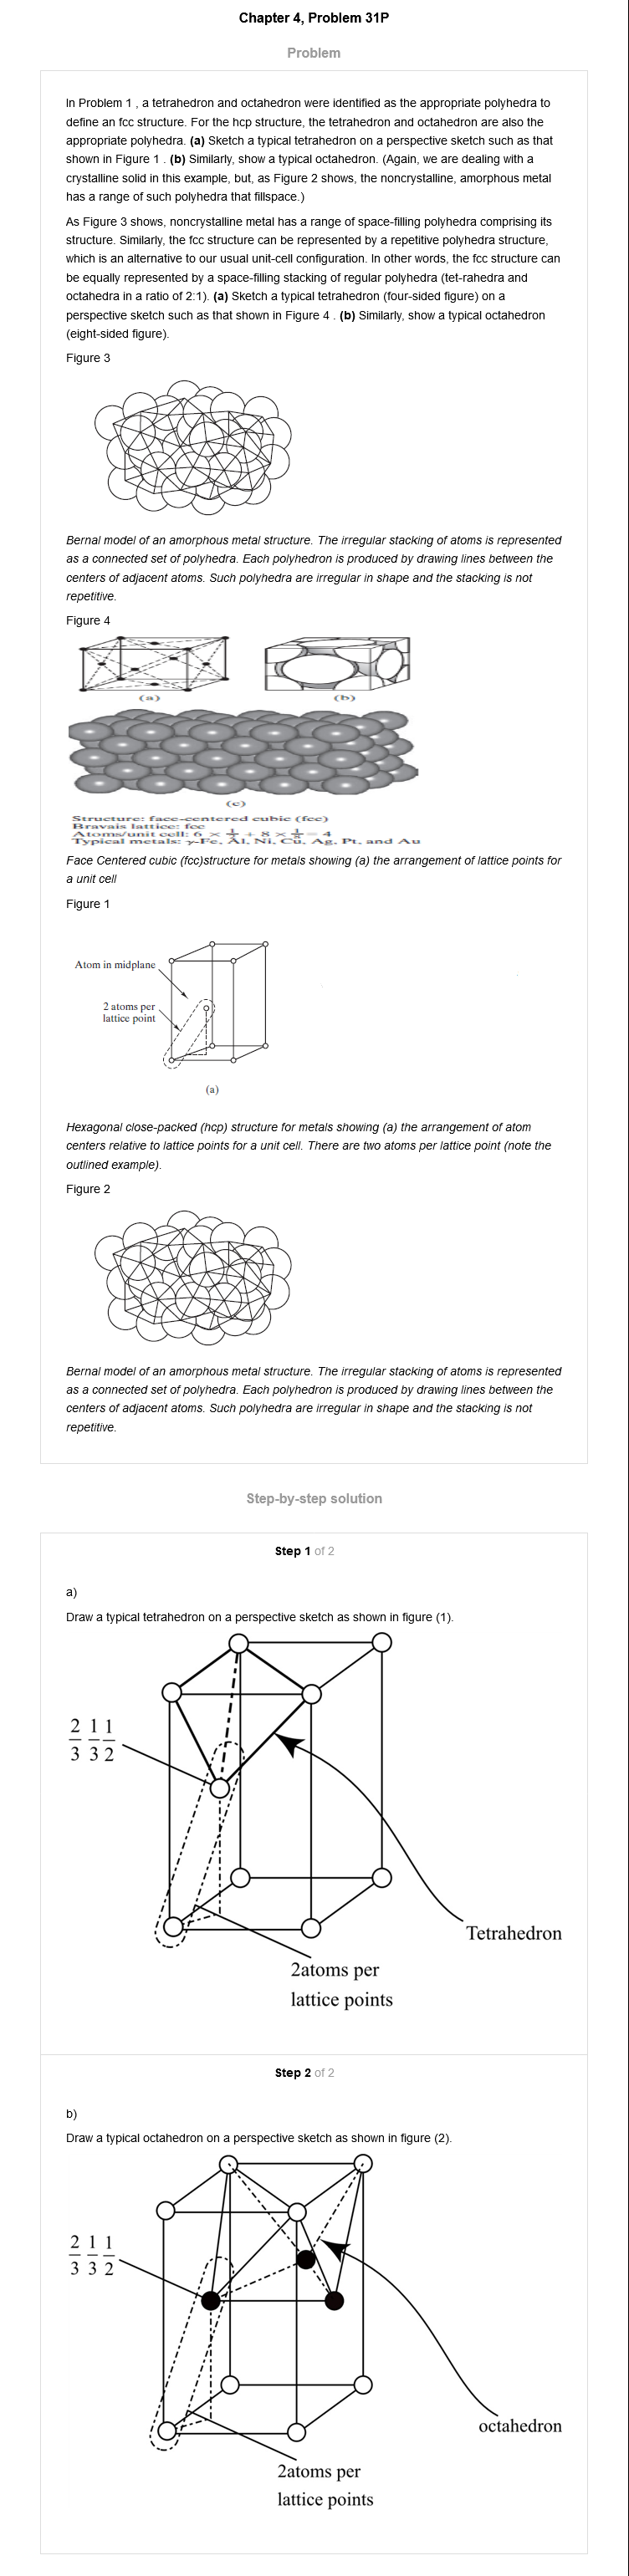 Chapter 4, Problem 31P
Problem
In Problem 1 , a tetrahedron and octahedron were identified as the appropriate polyhedra to
define an fcc structure. For the hcp structure, the tetrahedron and octahedron are also the
appropriate polyhedra. (a) Sketch a typical tetrahedron on a perspective sketch such as that
shown in Figure 1 . (b) Similarly, show a typical octahedron. (Again, we are dealing with a
crystalline solid in this example, but, as Figure 2 shows, the noncrystalline, amorphous metal
has a range of such polyhedra that fillspace.)
As Figure 3 shows, noncrystalline metal has a range of space-filling polyhedra comprising its
structure. Similarly, the fcc structure can be represented by a repetitive polyhedra structure,
which is an alternative to our usual unit-cell configuration. In other words, the fcc structure can
be equally represented by a space-filling stacking of regular polyhedra (tet-rahedra and
octahedra in a ratio of 2:1). (a) Sketch a typical tetrahedron (four-sided figure) on a
perspective sketch such as that shown in Figure 4 . (b) Similarly, show a typical octahedron
(eight-sided figure).
Figure 3
Bernal model of an amorphous metal structure. The irregular stacking of atoms is represented
as a connected set of polyhedra. Each polyhedron is produced by drawing lines between the
centers of adjacent atoms. Such polyhedra are irregular in shape and the stacking is not
repetitive.
Figure 4
(a)
(b)
(c)
Structure: face-centered cubic (fcc)
Bravais lattice: fcc
Atoms/unit cell: 6 × 1/2 + 8 × 1/8 = 4
Typical metals: γ-Fe, Al, Ni, Cu, Ag, Pt, and Au
Face Centered cubic (fcc)structure for metals showing (a) the arrangement of lattice points for
a unit cell
Figure 1
Atom in midplane
2 atoms per
lattice point
(a)
Hexagonal close-packed (hcp) structure for metals showing (a) the arrangement of atom
centers relative to lattice points for a unit cell. There are two atoms per lattice point (note the
outlined example).
Figure 2
Bernal model of an amorphous metal structure. The irregular stacking of atoms is represented
as a connected set of polyhedra. Each polyhedron is produced by drawing lines between the
centers of adjacent atoms. Such polyhedra are irregular in shape and the stacking is not
repetitive.
Step-by-step solution
Step 1 of 2
a)
Draw a typical tetrahedron on a perspective sketch as shown in figure (1).
2/3 1/3 1/2
Tetrahedron
2atoms per
lattice points
Step 2 of 2
b)
Draw a typical octahedron on a perspective sketch as shown in figure (2).
2/3 1/3 1/2
octahedron
2atoms per
lattice points